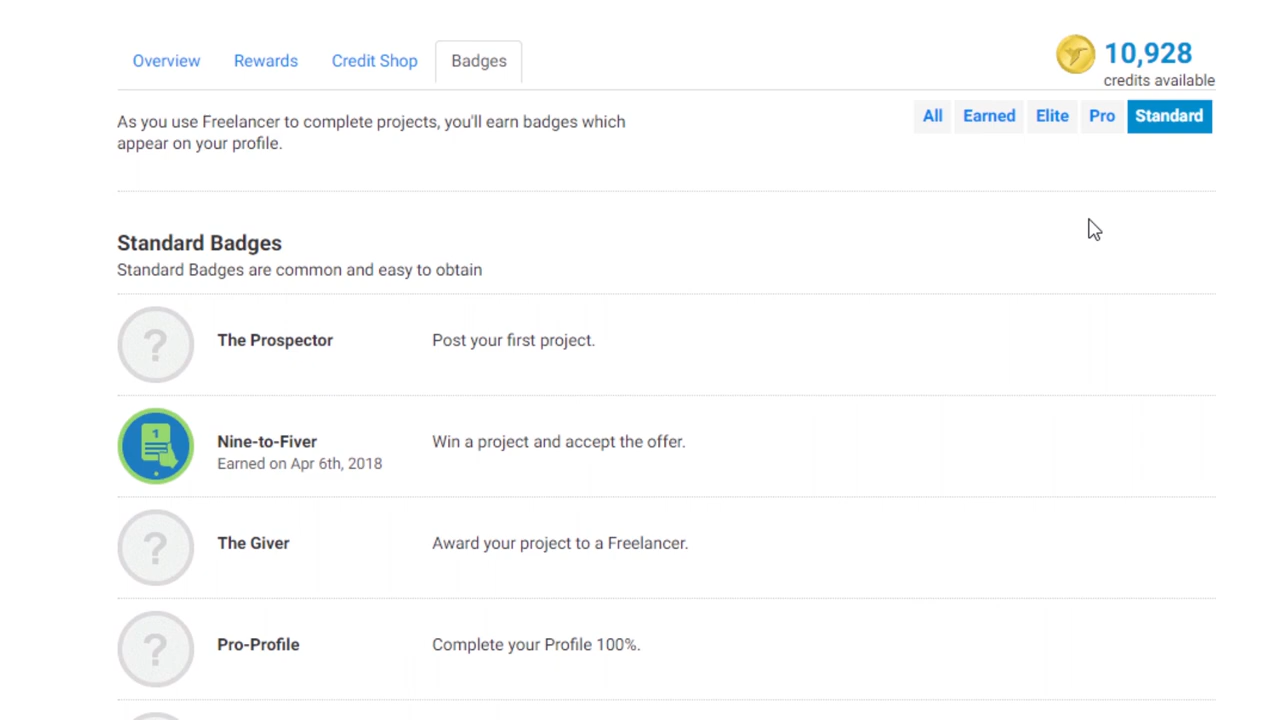 Overview Rewards Credit Shop Badges
10,928
credits available
As you use Freelancer to complete projects, you'll earn badges which
appear on your profile.
All Earned Elite Pro Standard
Standard Badges
Standard Badges are common and easy to obtain
? The Prospector Post your first project.
1 Nine-to-Fiver Win a project and accept the offer.
Earned on Apr 6th, 2018
? The Giver Award your project to a Freelancer.
? Pro-Profile Complete your Profile 100%.